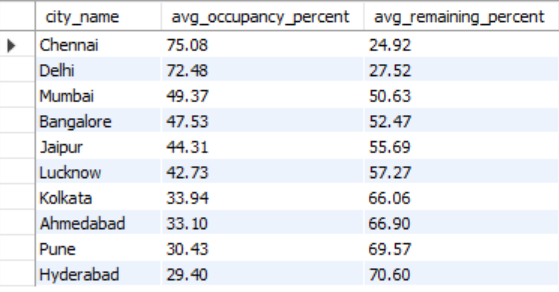 city_name avg_occupancy_percent avg_remaining_percent
Chennai 75.08 24.92
Delhi 72.48 27.52
Mumbai 49.37 50.63
Bangalore 47.53 52.47
Jaipur 44.31 55.69
Lucknow 42.73 57.27
Kolkata 33.94 66.06
Ahmedabad 33.10 66.90
Pune 30.43 69.57
Hyderabad 29.40 70.60